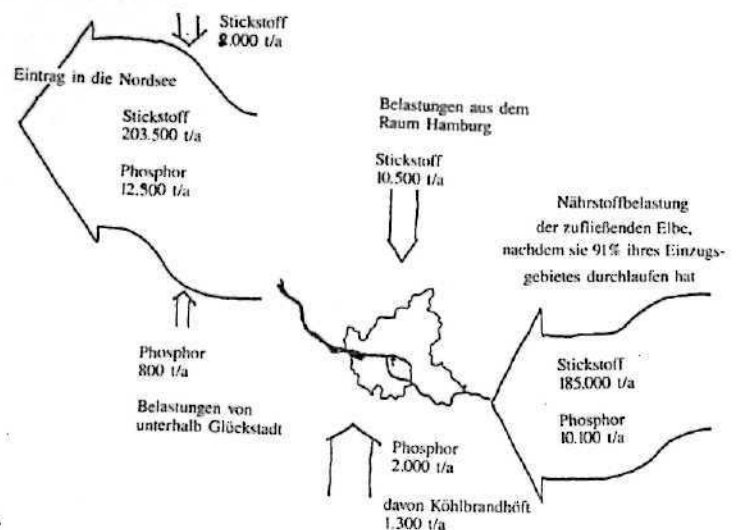 Stickstoff
8.000 t/a
Eintrag in die Nordsee
Stickstoff
203.500 t/a
Phosphor
12.500 t/a
Belastungen aus dem
Raum Hamburg
Stickstoff
10.500 t/a
Nährstoffbelastung
der zufließenden Elbe,
nachdem sie 91% ihres Einzugs-
gebietes durchlaufen hat
Stickstoff
185.000 t/a
Phosphor
10.100 t/a
Phosphor
800 t/a
Belastungen von
unterhalb Glückstadt
Phosphor
2.000 t/a
davon Köhlbrandhöft
1.300 t/a